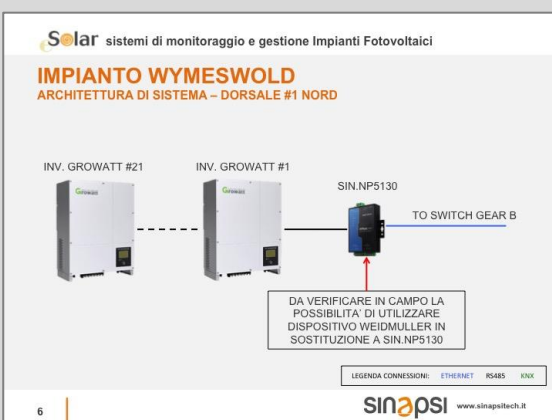 eSolar sistemi di monitoraggio e gestione Impianti Fotovoltaici
IMPIANTO WYMESWOLD
ARCHITETTURA DI SISTEMA – DORSALE #1 NORD
INV. GROWATT #21
INV. GROWATT #1
SIN.NP5130
TO SWITCH GEAR B
DA VERIFICARE IN CAMPO LA
POSSIBILITA’ DI UTILIZZARE
DISPOSITIVO WEIDMULLER IN
SOSTITUZIONE A SIN.NP5130
LEGENDA CONNESSIONI: ETHERNET RS485 KNX
6
sinapsi www.sinapsitech.it